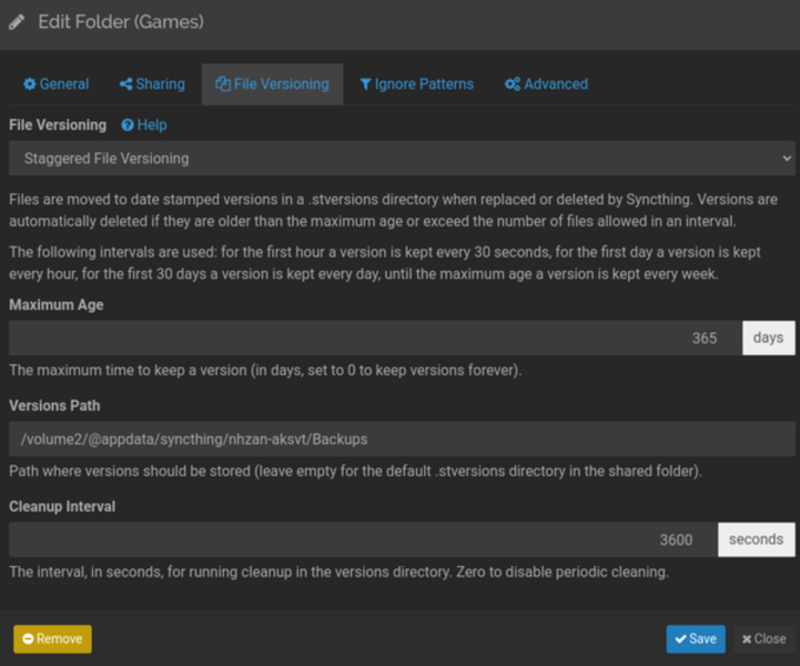 Edit Folder (Games)
General Sharing File Versioning Ignore Patterns Advanced
File Versioning Help
Staggered File Versioning
Files are moved to date stamped versions in a .stversions directory when replaced or deleted by Syncthing. Versions are
automatically deleted if they are older than the maximum age or exceed the number of files allowed in an interval.
The following intervals are used: for the first hour a version is kept every 30 seconds, for the first day a version is kept
every hour, for the first 30 days a version is kept every day, until the maximum age a version is kept every week.
Maximum Age
365 days
The maximum time to keep a version (in days, set to 0 to keep versions forever).
Versions Path
/volume2/@appdata/syncthing/nhzan-aksvt/Backups
Path where versions should be stored (leave empty for the default .stversions directory in the shared folder).
Cleanup Interval
3600 seconds
The interval, in seconds, for running cleanup in the versions directory. Zero to disable periodic cleaning.
Remove Save Close